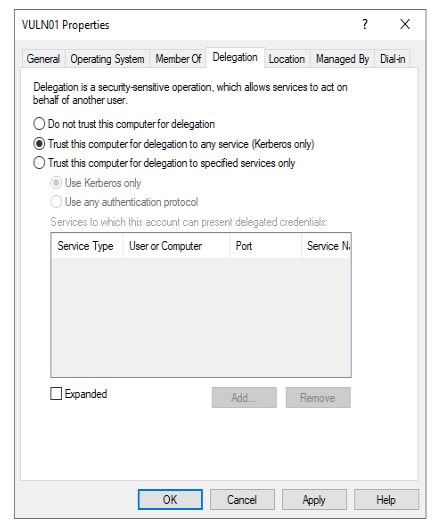 VULN01 Properties
? X
General Operating System Member Of Delegation Location Managed By Dial-in
Delegation is a security-sensitive operation, which allows services to act on
behalf of another user.
Do not trust this computer for delegation
Trust this computer for delegation to any service (Kerberos only)
Trust this computer for delegation to specified services only
Use Kerberos only
Use any authentication protocol
Services to which this account can present delegated credentials:
Service Type User or Computer Port Service Na
Expanded Add... Remove
OK Cancel Apply Help